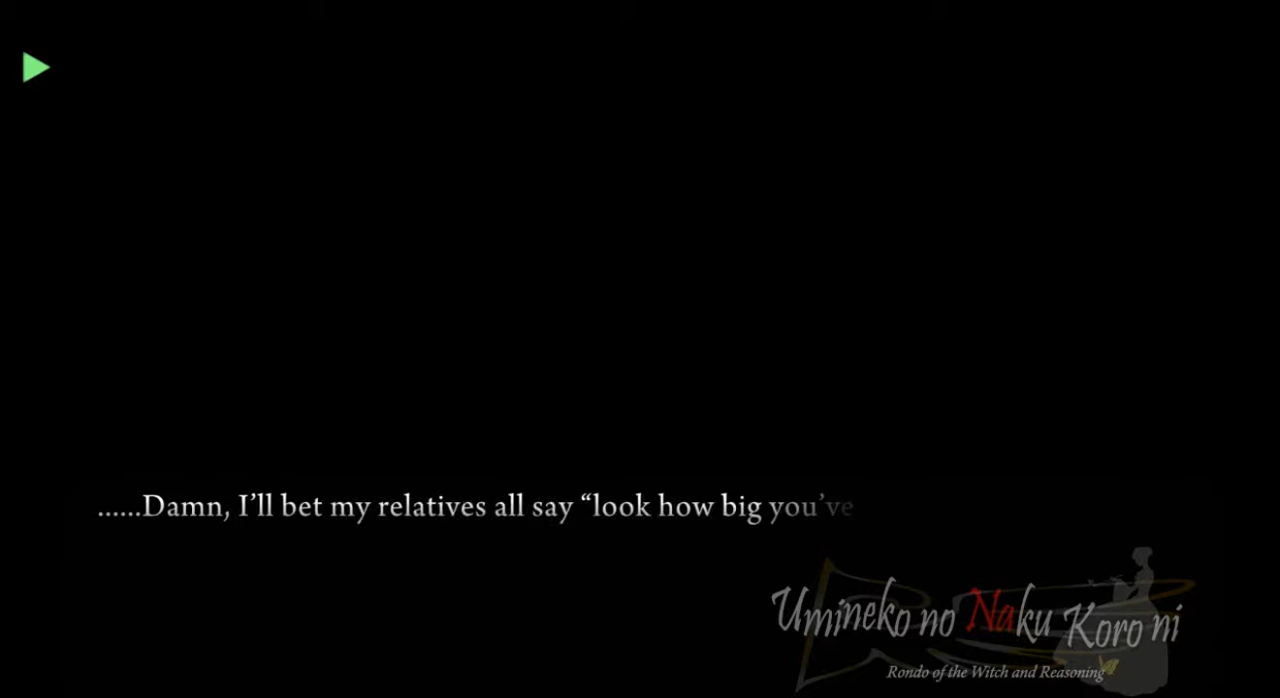 ......Damn, I’ll bet my relatives all say “look how big you’ve
Umineko no Naku Koro ni
Rondo of the Witch and Reasoning